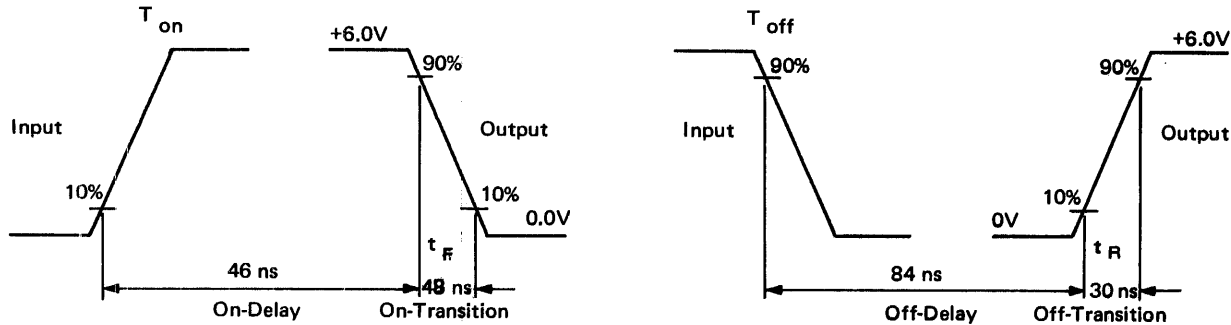 T on
+6.0V
90%
Input
Output
10%
10%
0.0V
t F
46 ns
ns
On-Delay
On-Transition
T off
+6.0V
90%
90%
Input
Output
10%
0V
t R
84 ns
30 ns
Off-Delay
Off-Transition